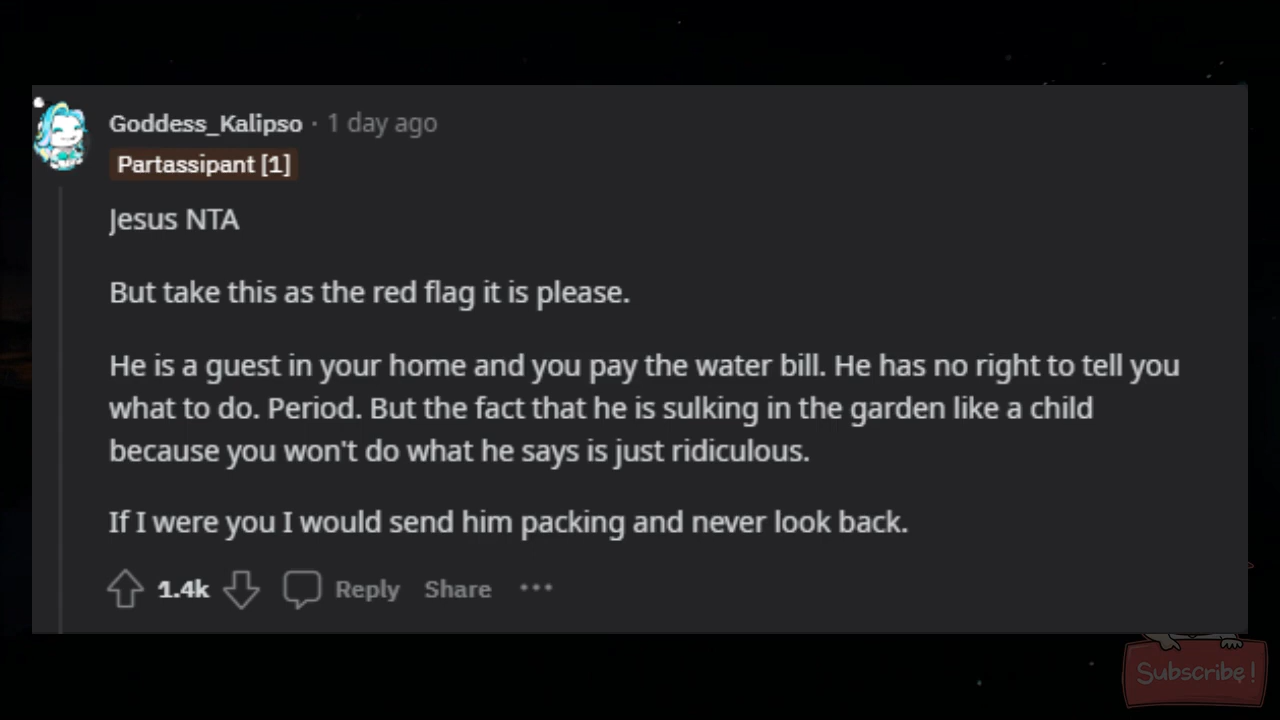 Goddess_Kalipso · 1 day ago
Partassipant [1]
Jesus NTA
But take this as the red flag it is please.
He is a guest in your home and you pay the water bill. He has no right to tell you
what to do. Period. But the fact that he is sulking in the garden like a child
because you won't do what he says is just ridiculous.
If I were you I would send him packing and never look back.
1.4k Reply Share ···
Subscribe!